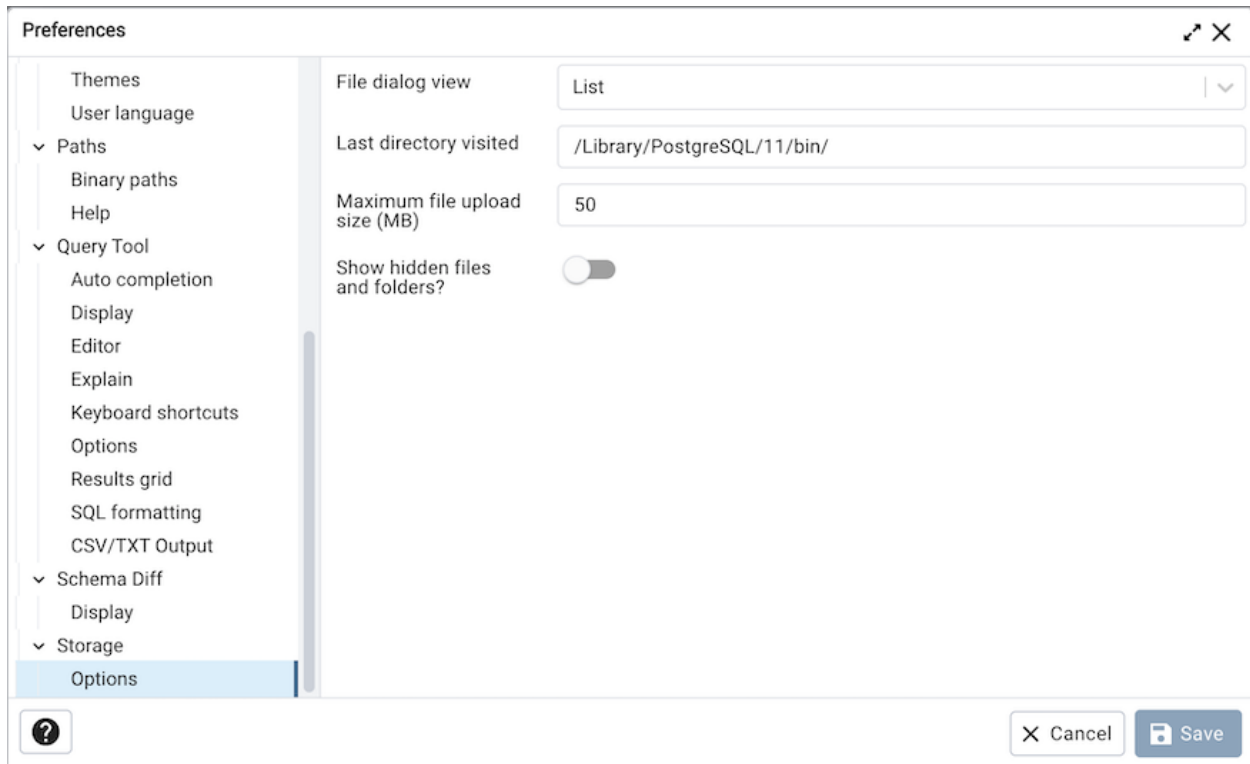 Preferences
Themes
User language
Paths
Binary paths
Help
Query Tool
Auto completion
Display
Editor
Explain
Keyboard shortcuts
Options
Results grid
SQL formatting
CSV/TXT Output
Schema Diff
Display
Storage
Options
File dialog view
List
Last directory visited
/Library/PostgreSQL/11/bin/
Maximum file upload
size (MB)
50
Show hidden files
and folders?
?
Cancel
Save